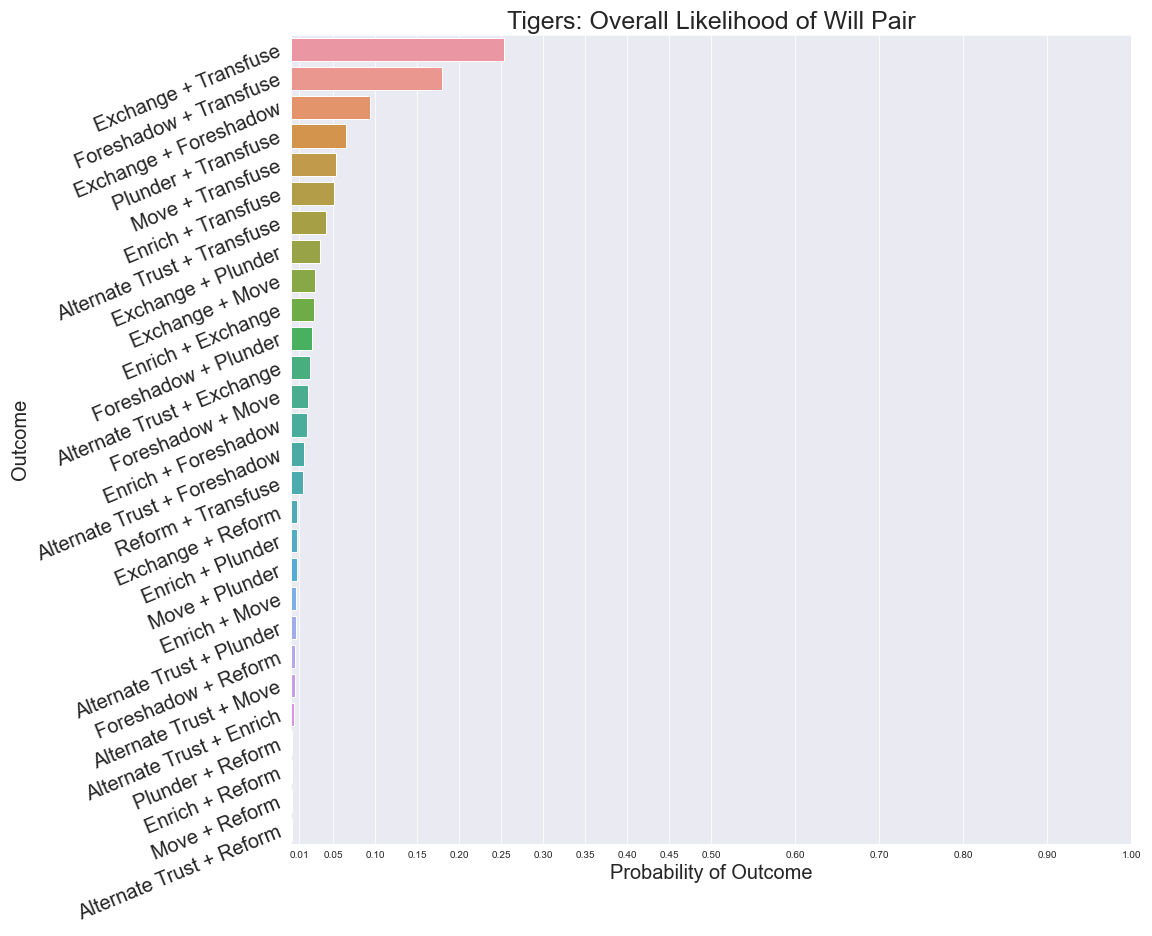 Tigers: Overall Likelihood of Will Pair
Exchange + Transfuse
Foreshadow + Transfuse
Exchange + Foreshadow
Plunder + Transfuse
Move + Transfuse
Enrich + Transfuse
Alternate Trust + Transfuse
Exchange + Plunder
Exchange + Move
Enrich + Exchange
Foreshadow + Plunder
Alternate Trust + Exchange
Foreshadow + Move
Enrich + Foreshadow
Alternate Trust + Foreshadow
Reform + Transfuse
Exchange + Reform
Enrich + Plunder
Move + Plunder
Enrich + Move
Alternate Trust + Plunder
Foreshadow + Reform
Alternate Trust + Move
Alternate Trust + Enrich
Plunder + Reform
Enrich + Reform
Move + Reform
Alternate Trust + Reform
Outcome
0.01 0.05 0.10 0.15 0.20 0.25 0.30 0.35 0.40 0.45 0.50 0.60 0.70 0.80 0.90 1.00
Probability of Outcome